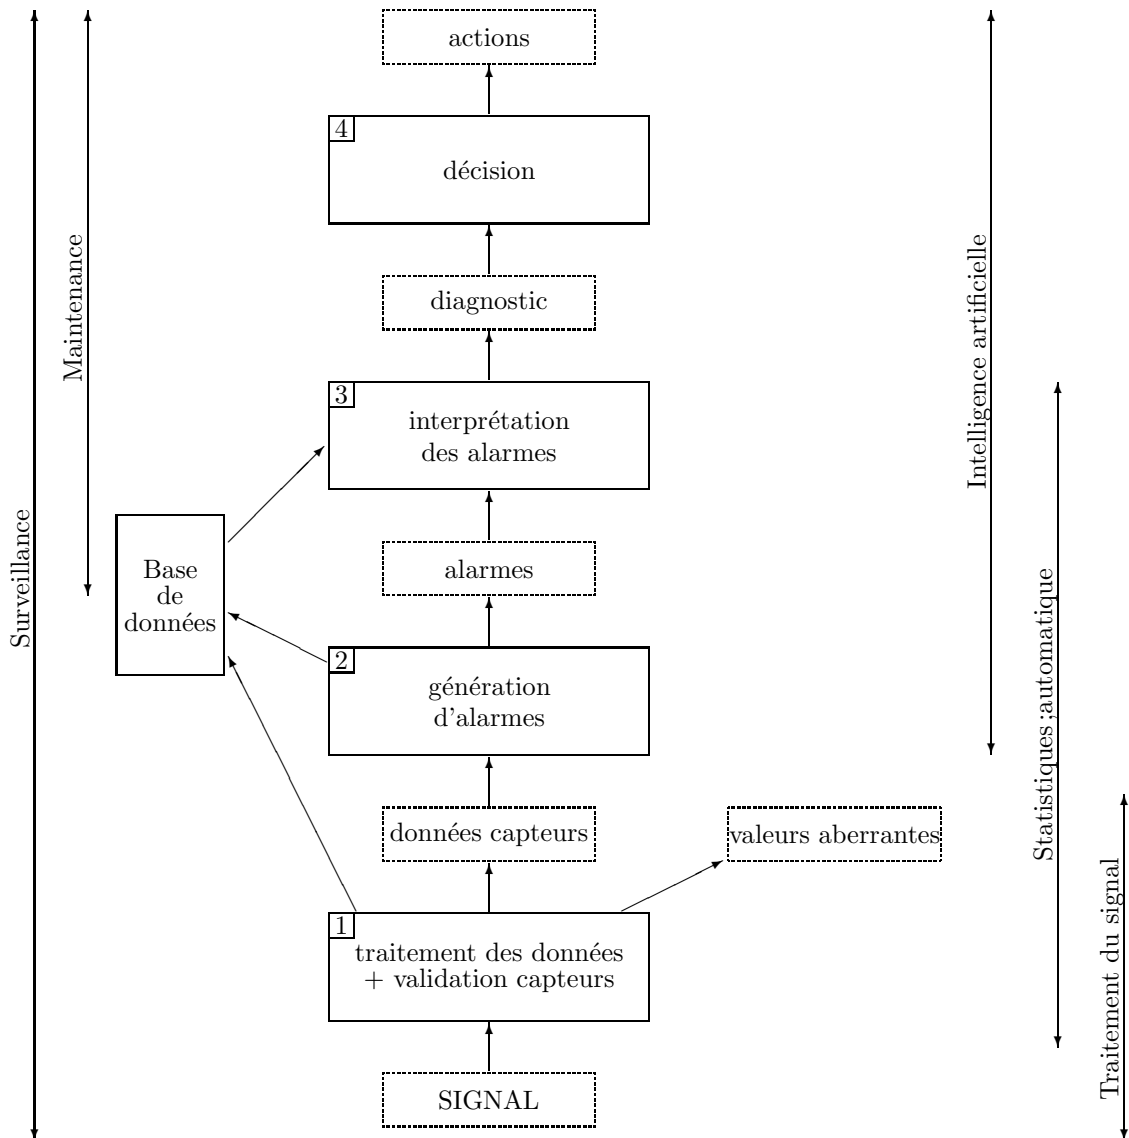 actions
4
décision
diagnostic
3
interprétation
des alarmes
Base
de
données
alarmes
2
génération
d'alarmes
données capteurs
valeurs aberrantes
1
traitement des données
+ validation capteurs
SIGNAL
Surveillance
Maintenance
Intelligence artificielle
Statistiques ;automatique
Traitement du signal